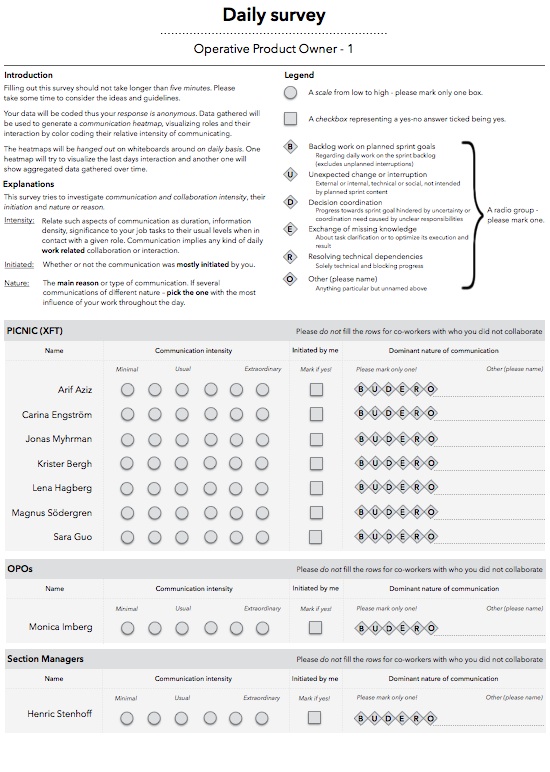 Daily survey
Operative Product Owner - 1
Introduction
Filling out this survey should not take longer than five minutes. Please
take some time to consider the ideas and guidelines.
Your data will be coded thus your response is anonymous. Data gathered will
be used to generate a communication heatmap, visualizing roles and their
interaction by color coding their relative intensity of communicating.
The heatmaps will be hanged out on whiteboards around on daily basis. One
heatmap will try to visualize the last days interaction and another one will
show aggregated data gathered over time.
Explanations
This survey tries to investigate communication and collaboration intensity, their
initiation and nature or reason.
Intensity: Relate such aspects of communication as duration, information
density, significance to your job tasks to their usual levels when in
contact with a given role. Communication implies any kind of daily
work related collaboration or interaction.
Initiated: Whether or not the communication was mostly initiated by you.
Nature: The main reason or type of communication. If several
communications of different nature - pick the one with the most
influence of your work throughout the day.
Legend
A scale from low to high - please mark only one box.
A checkbox representing a yes-no answer ticked being yes.
B Backlog work on planned sprint goals
Regarding daily work on the sprint backlog
(excluding planned interruptions)
U Unexpected change or interruption
External or internal, technical or social, not intended
by planned sprint content
D Decision coordination
Progress towards sprint goal hindered by uncertainty or
coordination need caused by unclear responsibilities
E Exchange of missing knowledge
About task clarification or to optimize its execution and
result
R Resolving technical dependencies
Solely technical and blocking progress
O Other (please name)
Anything particular but unnamed above
A radio group -
please mark one.
PICNIC (XFT) Please do not fill the rows for co-workers with who you did not collaborate
Name Communication intensity Initiated by me Dominant nature of communication
Minimal Usual Extraordinary Mark if yes! Please mark only one! Other (please name)
Arif Aziz B U D E R O
Carina Engström B U D E R O
Jonas Myhrman B U D E R O
Krister Bergh B U D E R O
Lena Hagberg B U D E R O
Magnus Södergren B U D E R O
Sara Guo B U D E R O
OPOs Please do not fill the rows for co-workers with who you did not collaborate
Name Communication intensity Initiated by me Dominant nature of communication
Minimal Usual Extraordinary Mark if yes! Please mark only one! Other (please name)
Monica Imberg B U D E R O
Section Managers Please do not fill the rows for co-workers with who you did not collaborate
Name Communication intensity Initiated by me Dominant nature of communication
Minimal Usual Extraordinary Mark if yes! Please mark only one! Other (please name)
Henric Stenhoff B U D E R O